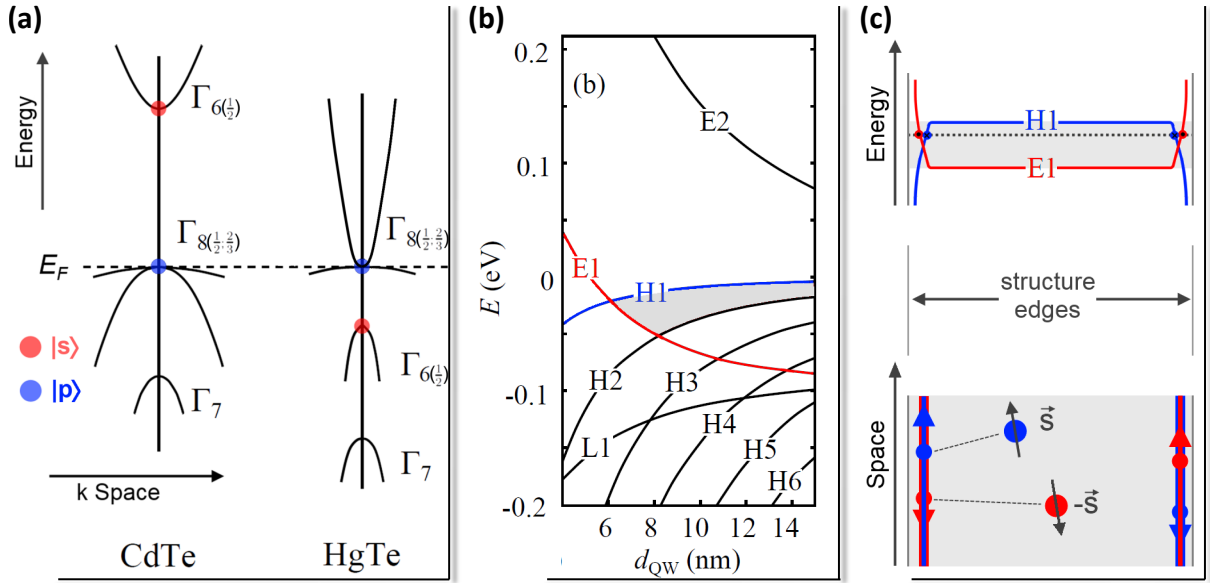 (a)
Energy
Γ6(1/2)
Γ8(1/2;2/3)
Γ8(1/2;2/3)
E_F
|s⟩
|p⟩
Γ7
Γ6(1/2)
Γ7
k Space
CdTe
HgTe
(b)
0.2
(b)
E2
0.1
E (eV)
E1
0
H1
H2
H3
-0.1
H4
L1
H5
H6
-0.2
6
8
10
12
14
d_QW (nm)
(c)
Energy
H1
E1
structure
edges
Space
s⃗
-s⃗